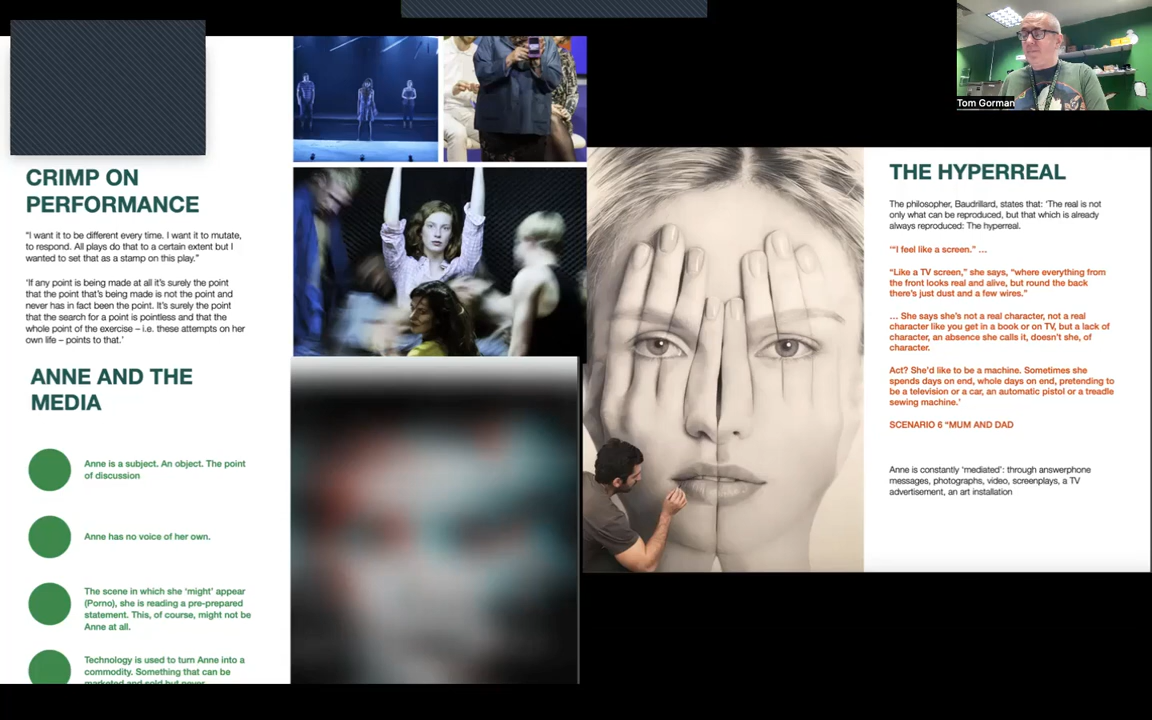 Tom Gorman
CRIMP ON
PERFORMANCE
“I want it to be different every time. I want it to mutate,
to respond. All plays do that to a certain extent but I
wanted to set that as a stamp on this play.”
‘If any point is being made at all it’s surely the point
that the point that’s being made is not the point and
never has in fact been the point. It’s surely the point
that the search for a point is pointless and that the
whole point of the exercise – i.e. these attempts on her
own life – points to that.’
ANNE AND THE
MEDIA
Anne is a subject. An object. The point
of discussion
Anne has no voice of her own.
The scene in which she ‘might’ appear
(Porno), she is reading a pre-prepared
statement. This, of course, might not be
Anne at all.
Technology is used to turn Anne into a
commodity. Something that can be
marketed and sold but never
THE HYPERREAL
The philosopher, Baudrillard, states that: ‘The real is not
only what can be reproduced, but that which is already
always reproduced: The hyperreal.
‘“I feel like a screen.” …
“Like a TV screen,” she says, “where everything from
the front looks real and alive, but round the back
there’s just dust and a few wires.”
… She says she’s not a real character, not a real
character like you get in a book or on TV, but a lack of
character, an absence she calls it, doesn’t she, of
character.
Act? She’d like to be a machine. Sometimes she
spends days on end, whole days on end, pretending to
be a television or a car, an automatic pistol or a treadle
sewing machine.’
SCENARIO 6 “MUM AND DAD
Anne is constantly ‘mediated’: through answerphone
messages, photographs, video, screenplays, a TV
advertisement, an art installation